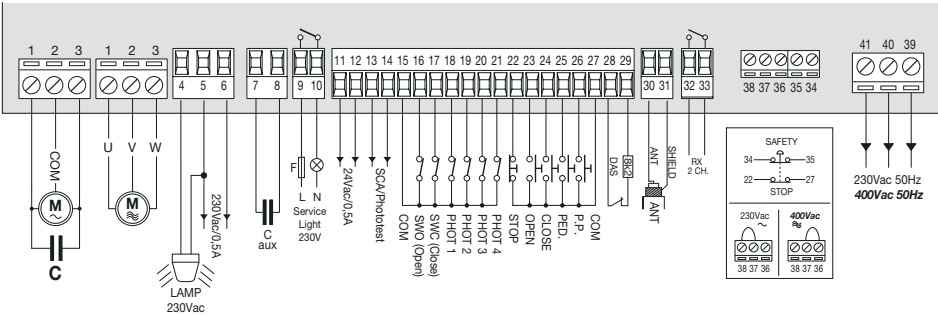 1 2 3
1 2 3
4 5 6
7 8
9 10
11 12 13 14 15 16 17 18 19 20 21 22 23 24 25 26 27 28 29
30 31
32 33
38 37 36 35 34
41 40 39
COM
M
~
C
U V W
M
≈
LAMP
230Vac
230Vac/0,5A
C
aux
F
L N
Service
Light
230V
24Vac/0,5A
SCA/Phototest
COM
SWO (Open)
SWC (Close)
PHOT 1
PHOT 2
PHOT 3
PHOT 4
STOP
OPEN
CLOSE
PED.
P.P.
COM
DAS
8K2
ANT
SHIELD
ANT
RX
2 CH.
SAFETY
34 35
22 27
STOP
230Vac
~
38 37 36
400Vac
≈
38 37 36
230Vac 50Hz
400Vac 50Hz